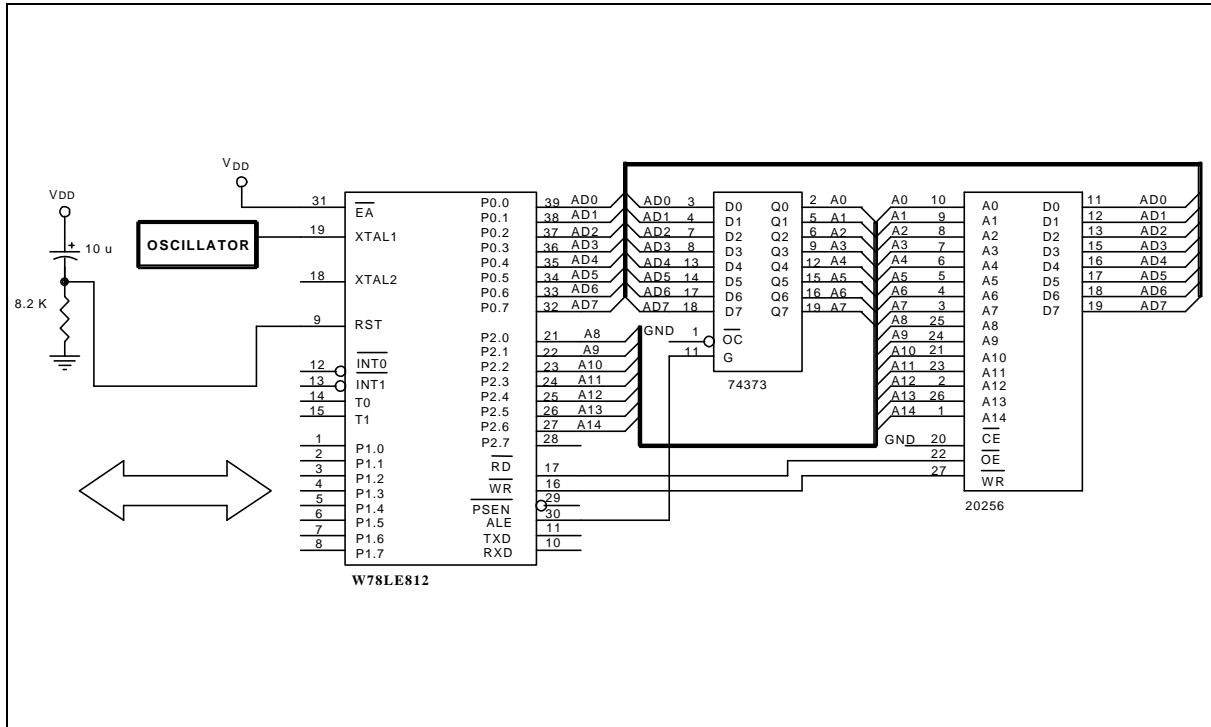 VDD
10 u
8.2 K
VDD
OSCILLATOR
31 EA
19 XTAL1
18 XTAL2
9 RST
12 INT0
13 INT1
14 T0
15 T1
1 P1.0
2 P1.1
3 P1.2
4 P1.3
5 P1.4
6 P1.5
7 P1.6
8 P1.7
P0.0 39 AD0
P0.1 38 AD1
P0.2 37 AD2
P0.3 36 AD3
P0.4 35 AD4
P0.5 34 AD5
P0.6 33 AD6
P0.7 32 AD7
P2.0 21 A8
P2.1 22 A9
P2.2 23 A10
P2.3 24 A11
P2.4 25 A12
P2.5 26 A13
P2.6 27 A14
P2.7 28
RD 17
WR 16
PSEN 29
ALE 30
TXD 11
RXD 10
W78LE812
AD0 3 D0 Q0 2 A0
AD1 4 D1 Q1 5 A1
AD2 7 D2 Q2 6 A2
AD3 8 D3 Q3 9 A3
AD4 13 D4 Q4 12 A4
AD5 14 D5 Q5 15 A5
AD6 17 D6 Q6 16 A6
AD7 18 D7 Q7 19 A7
GND 1 OC
11 G
74373
A0 10 A0 D0 11 AD0
A1 9 A1 D1 12 AD1
A2 8 A2 D2 13 AD2
A3 7 A3 D3 15 AD3
A4 6 A4 D4 16 AD4
A5 5 A5 D5 17 AD5
A6 4 A6 D6 18 AD6
A7 3 A7 D7 19 AD7
A8 25 A8
A9 24 A9
A10 21 A10
A11 23 A11
A12 2 A12
A13 26 A13
A14 1 A14
GND 20 CE
22 OE
27 WR
20256